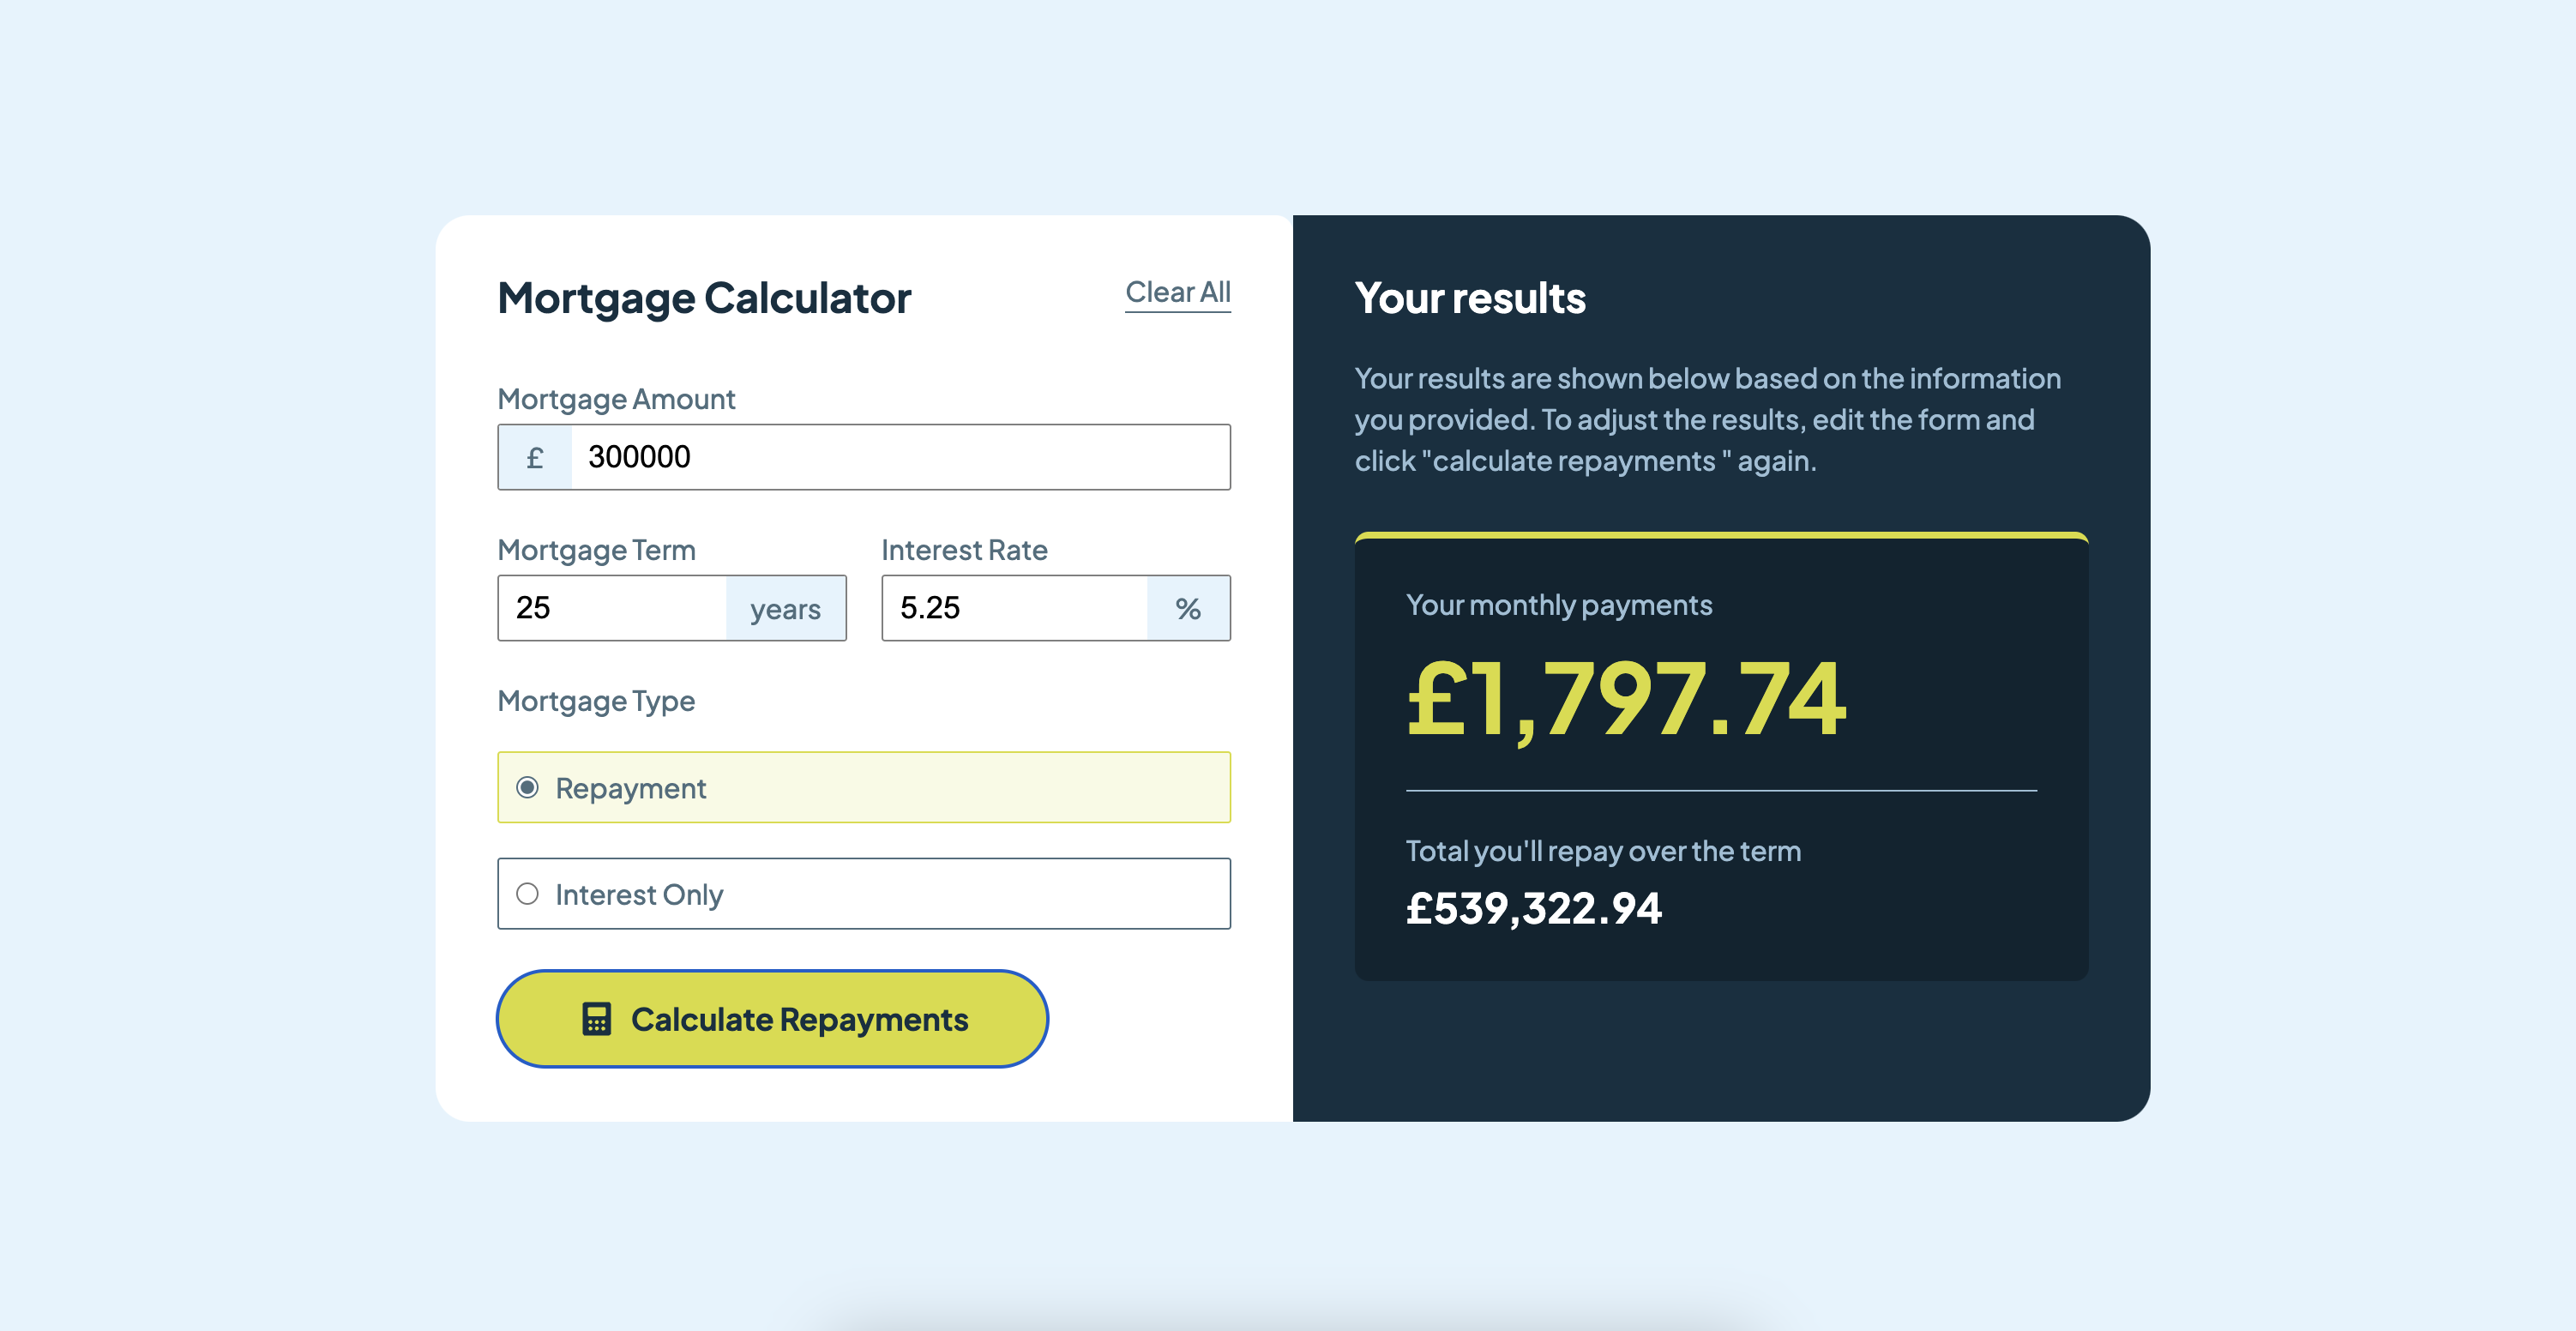 Mortgage Calculator
Clear All
Mortgage Amount
£ 300000
Mortgage Term
25 years
Interest Rate
5.25 %
Mortgage Type
Repayment
Interest Only
Calculate Repayments
Your results
Your results are shown below based on the information
you provided. To adjust the results, edit the form and
click "calculate repayments " again.
Your monthly payments
£1,797.74
Total you'll repay over the term
£539,322.94